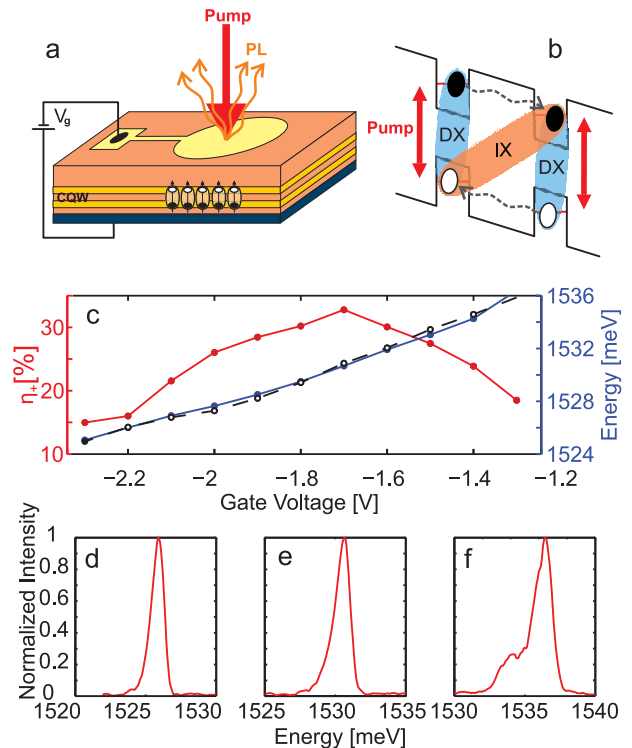 Pump
a
PL
b
Vg
CQW
Pump
DX
IX
DX
c
η+[%]
30
20
10
1536
1532
1528
1524
Energy [meV]
−2.2 −2 −1.8 −1.6 −1.4 −1.2
Gate Voltage [V]
Normalized Intensity
1
0.8
0.6
0.4
0.2
0
d
e
f
1520 1525 1530
1525 1530 1535
1530 1535 1540
Energy [meV]